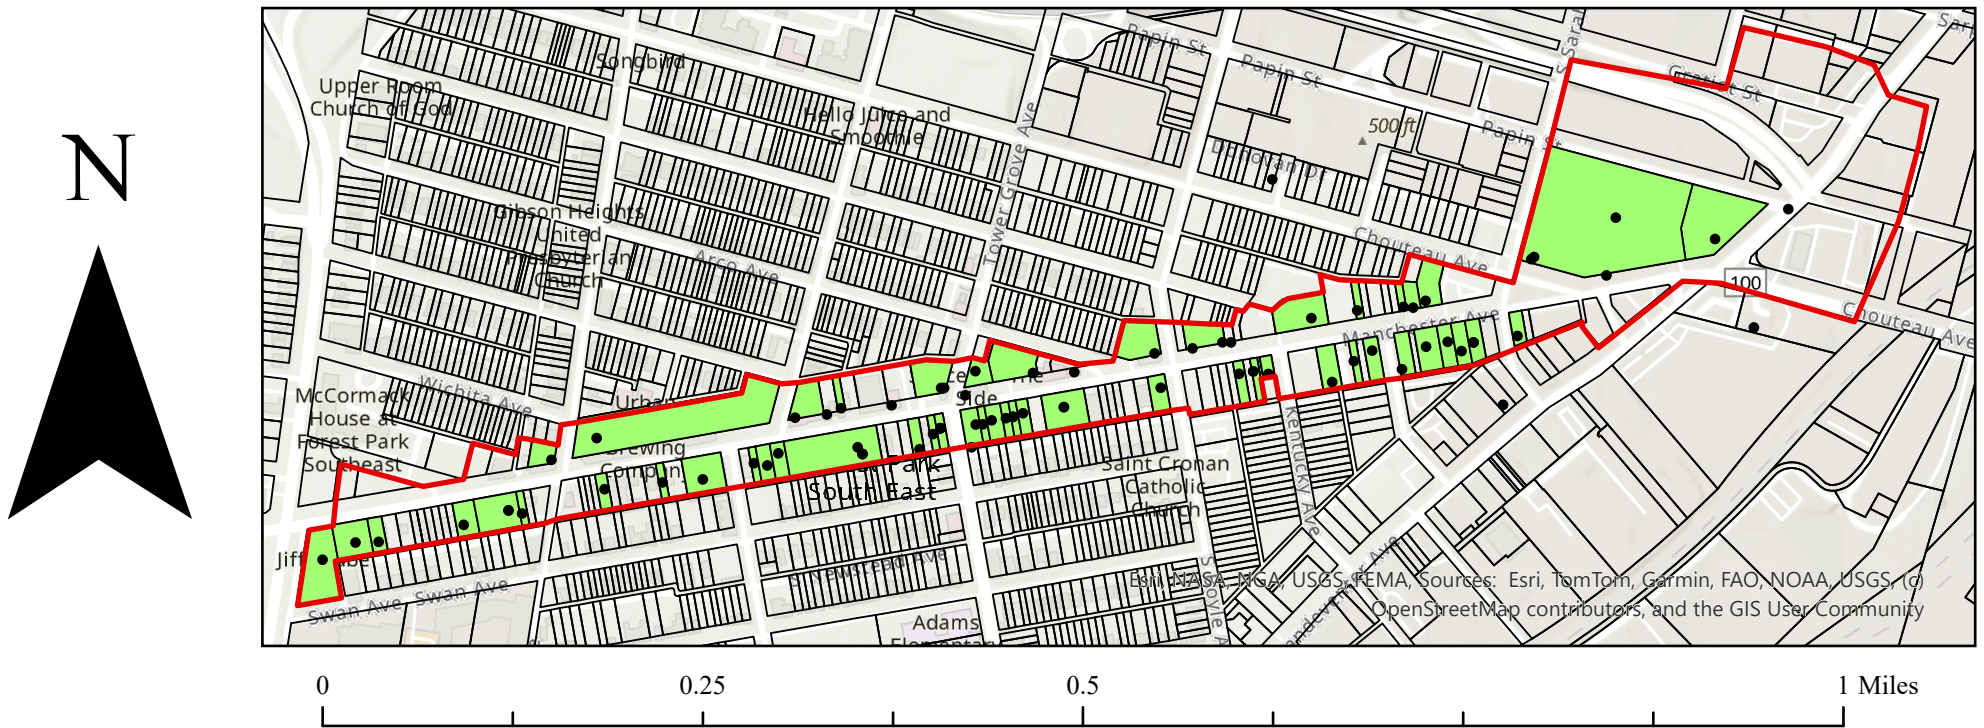 N
Papin St
Papin St
Papin St
S Sarah
Gratiot St
Songbird
Upper Room
Church of God
Hello Juice and
Smoothie
500 ft
Donovan Dr
Tower Grove Ave
Gibson Heights
United
Presbyterian
Church
Arco Ave
Chouteau Ave
100
Chouteau Ave
Manchester Ave
Wichita Ave
McCormack
House at
Forest Park
Southeast
Urban
Brewing
Company
Side
Park
South East
Saint Cronan
Catholic
Church
Kentucky Ave
Swan Ave
Swan Ave
S Newstead Ave
Adams
Elementary
Esri, NASA, NGA, USGS, FEMA, Sources: Esri, TomTom, Garmin, FAO, NOAA, USGS, (c)
OpenStreetMap contributors, and the GIS User Community
0 0.25 0.5 1 Miles